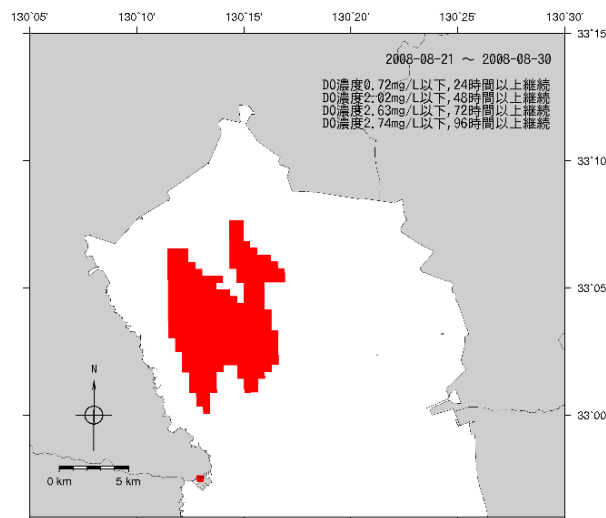 130°05' 130°10' 130°15' 130°20' 130°25' 130°30'
33°15'
2008-08-21 ～ 2008-08-30
DO濃度0.72mg/L以下,24時間以上継続
DO濃度2.02mg/L以下,48時間以上継続
DO濃度2.63mg/L以下,72時間以上継続
DO濃度2.74mg/L以下,96時間以上継続
33°10'
33°05'
N
33°00'
0 km 5 km